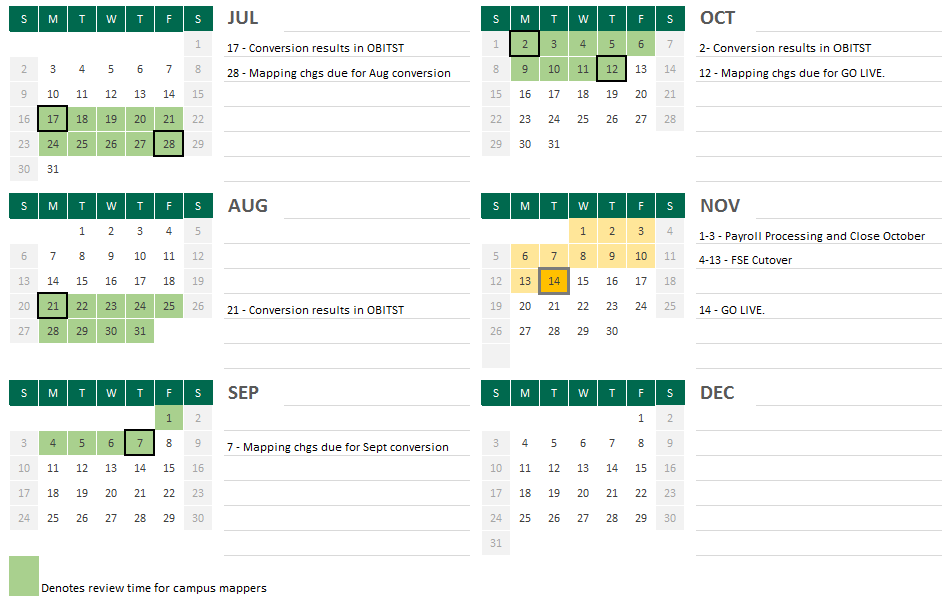 S M T W T F S JUL
1
17 - Conversion results in OBITST
2 3 4 5 6 7 8
28 - Mapping chgs due for Aug conversion
9 10 11 12 13 14 15
16 17 18 19 20 21 22
23 24 25 26 27 28 29
30 31
S M T W T F S AUG
1 2 3 4 5
6 7 8 9 10 11 12
13 14 15 16 17 18 19
20 21 22 23 24 25 26
21 - Conversion results in OBITST
27 28 29 30 31
S M T W T F S SEP
1 2
3 4 5 6 7 8 9
7 - Mapping chgs due for Sept conversion
10 11 12 13 14 15 16
17 18 19 20 21 22 23
24 25 26 27 28 29 30
Denotes review time for campus mappers
S M T W T F S OCT
1 2 3 4 5 6 7
2- Conversion results in OBITST
8 9 10 11 12 13 14
12 - Mapping chgs due for GO LIVE.
15 16 17 18 19 20 21
22 23 24 25 26 27 28
29 30 31
S M T W T F S NOV
1 2 3 4
1-3 - Payroll Processing and Close October
5 6 7 8 9 10 11
4-13 - FSE Cutover
12 13 14 15 16 17 18
19 20 21 22 23 24 25
14 - GO LIVE.
26 27 28 29 30
S M T W T F S DEC
1 2
3 4 5 6 7 8 9
10 11 12 13 14 15 16
17 18 19 20 21 22 23
24 25 26 27 28 29 30
31